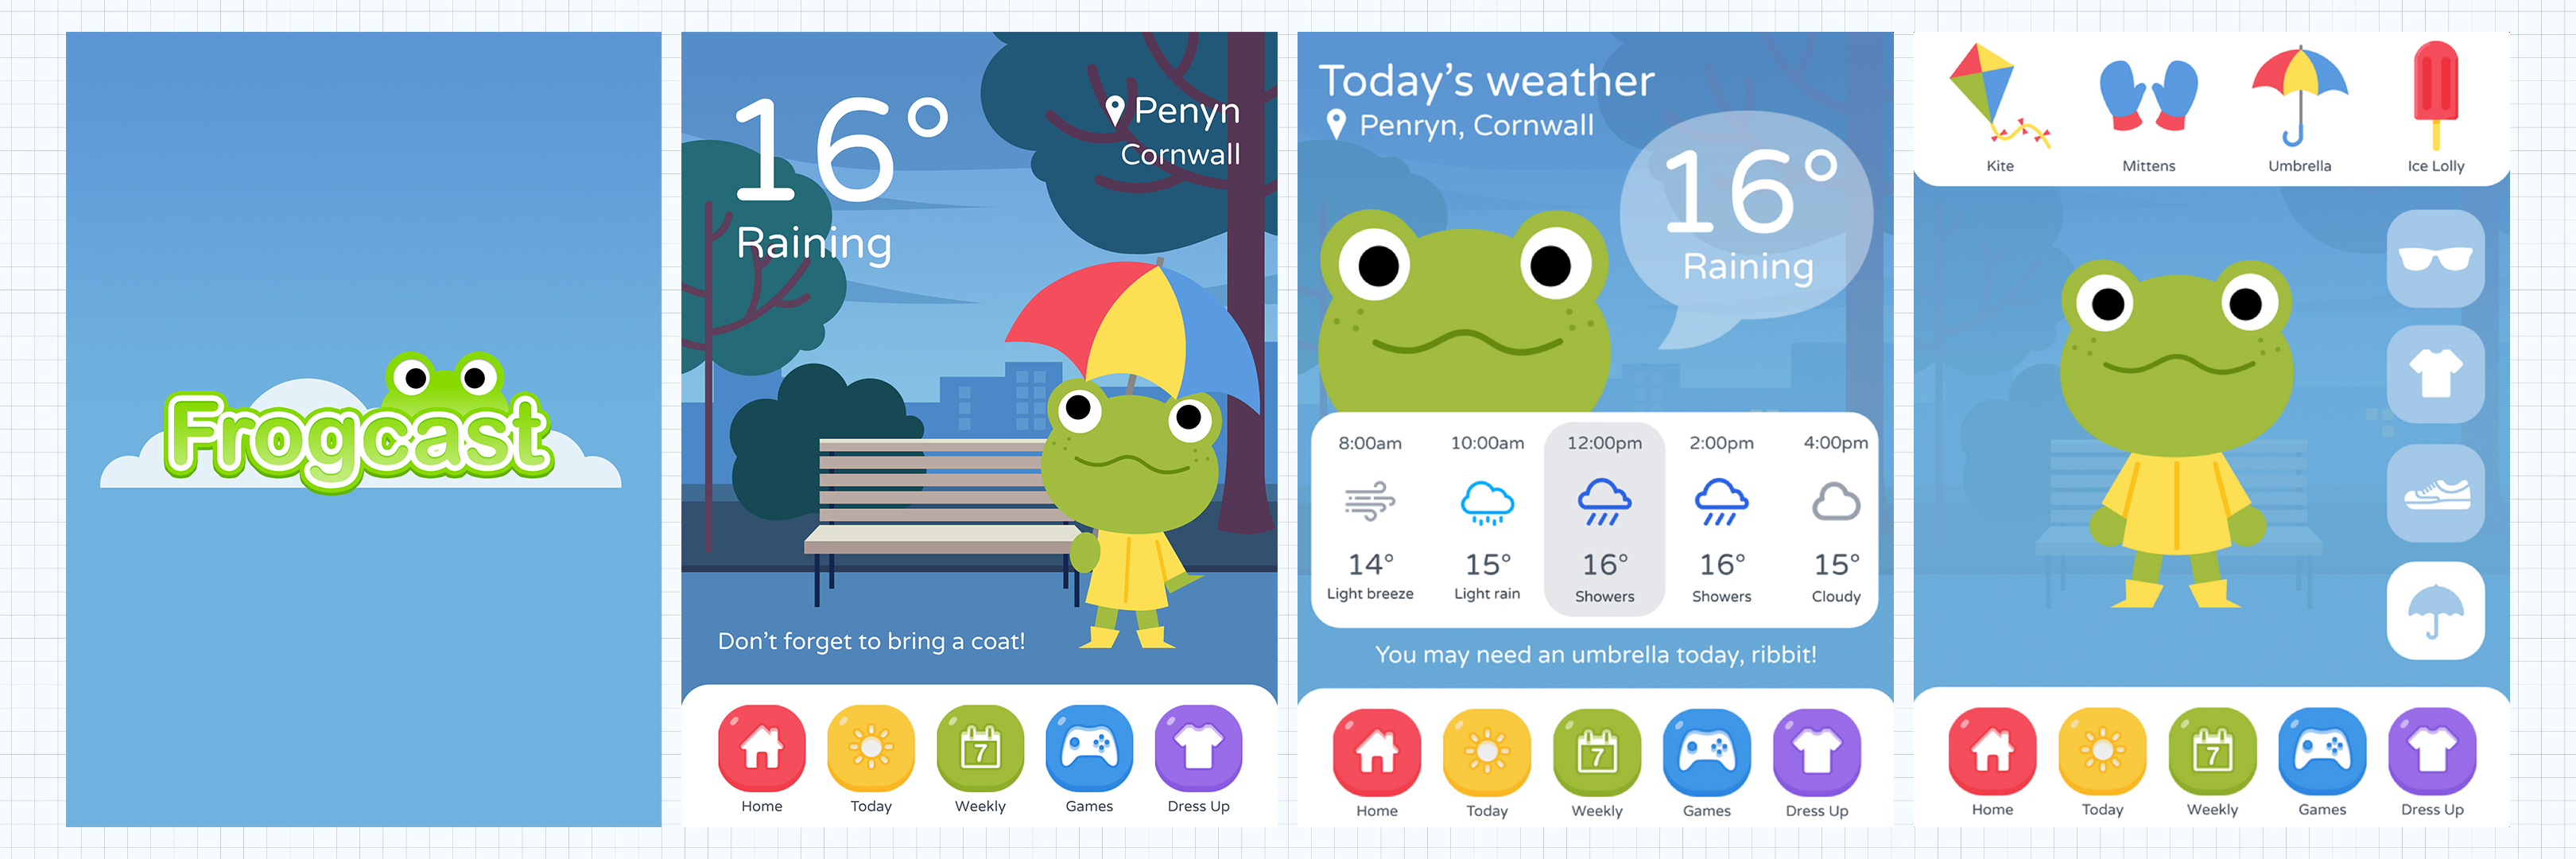 Frogcast
16°
Raining
Penyn
Cornwall
Don't forget to bring a coat!
Home Today Weekly Games Dress Up
7
Today's weather
Penryn, Cornwall
16°
Raining
8:00am 10:00am 12:00pm 2:00pm 4:00pm
14° 15° 16° 16° 15°
Light breeze Light rain Showers Showers Cloudy
You may need an umbrella today, ribbit!
7
Home Today Weekly Games Dress Up
Kite Mittens Umbrella Ice Lolly
7
Home Today Weekly Games Dress Up